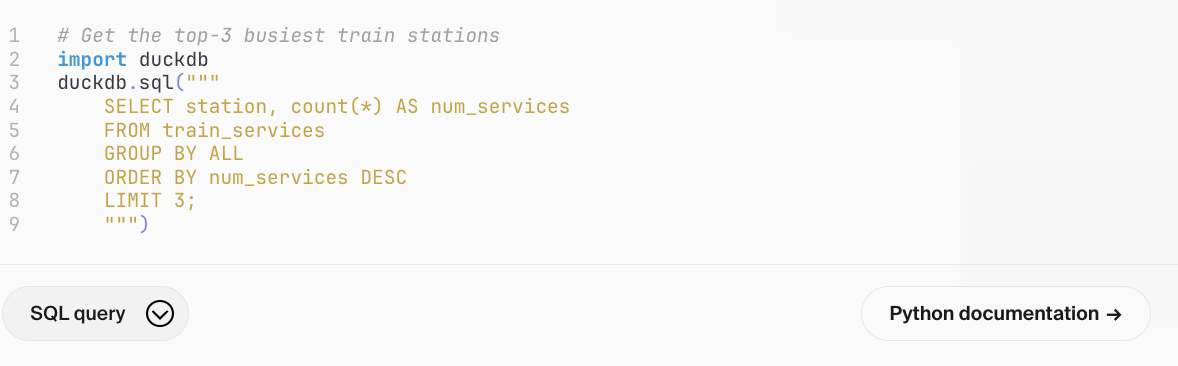 1 # Get the top-3 busiest train stations
2 import duckdb
3 duckdb.sql("""
4     SELECT station, count(*) AS num_services
5     FROM train_services
6     GROUP BY ALL
7     ORDER BY num_services DESC
8     LIMIT 3;
9     """)
SQL query
Python documentation →